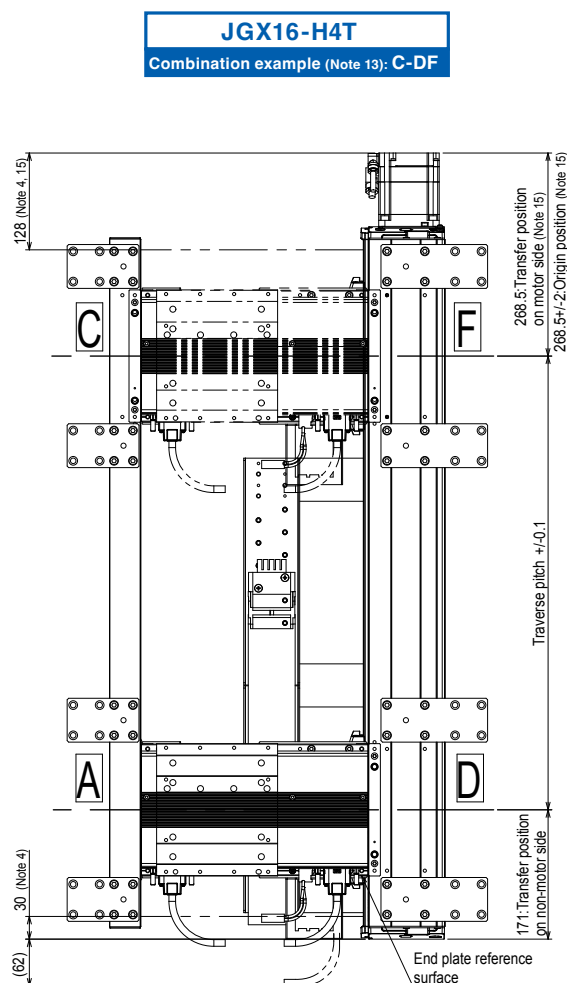 JGX16-H4T
Combination example (Note 13): C-DF
128 (Note 4, 15)
268.5:Transfer position
on motor side (Note 15)
268.5+/-2:Origin position (Note 15)
C
F
Traverse pitch +/-0.1
A
D
30 (Note 4)
(62)
171:Transfer position
on non-motor side
End plate reference
surface